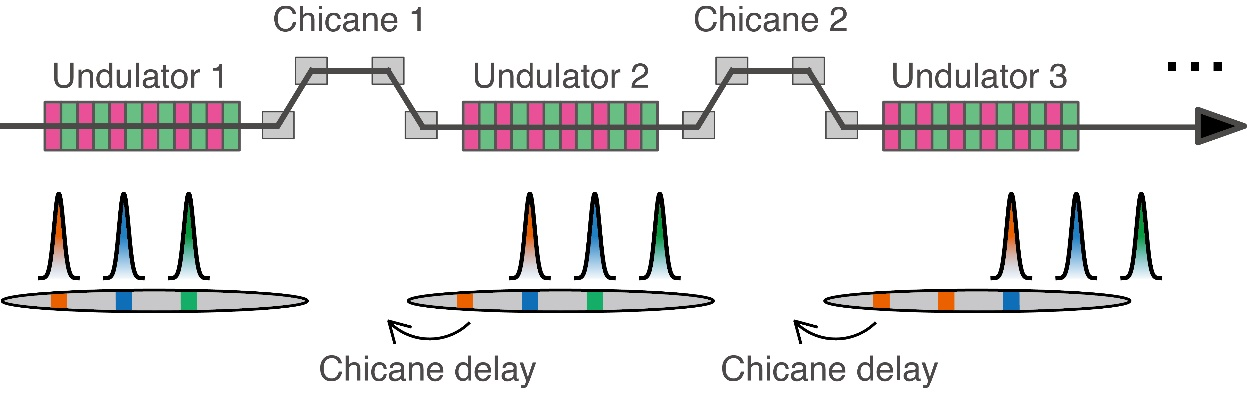 Chicane 1
Chicane 2
Undulator 1
Undulator 2
Undulator 3
...
Chicane delay
Chicane delay